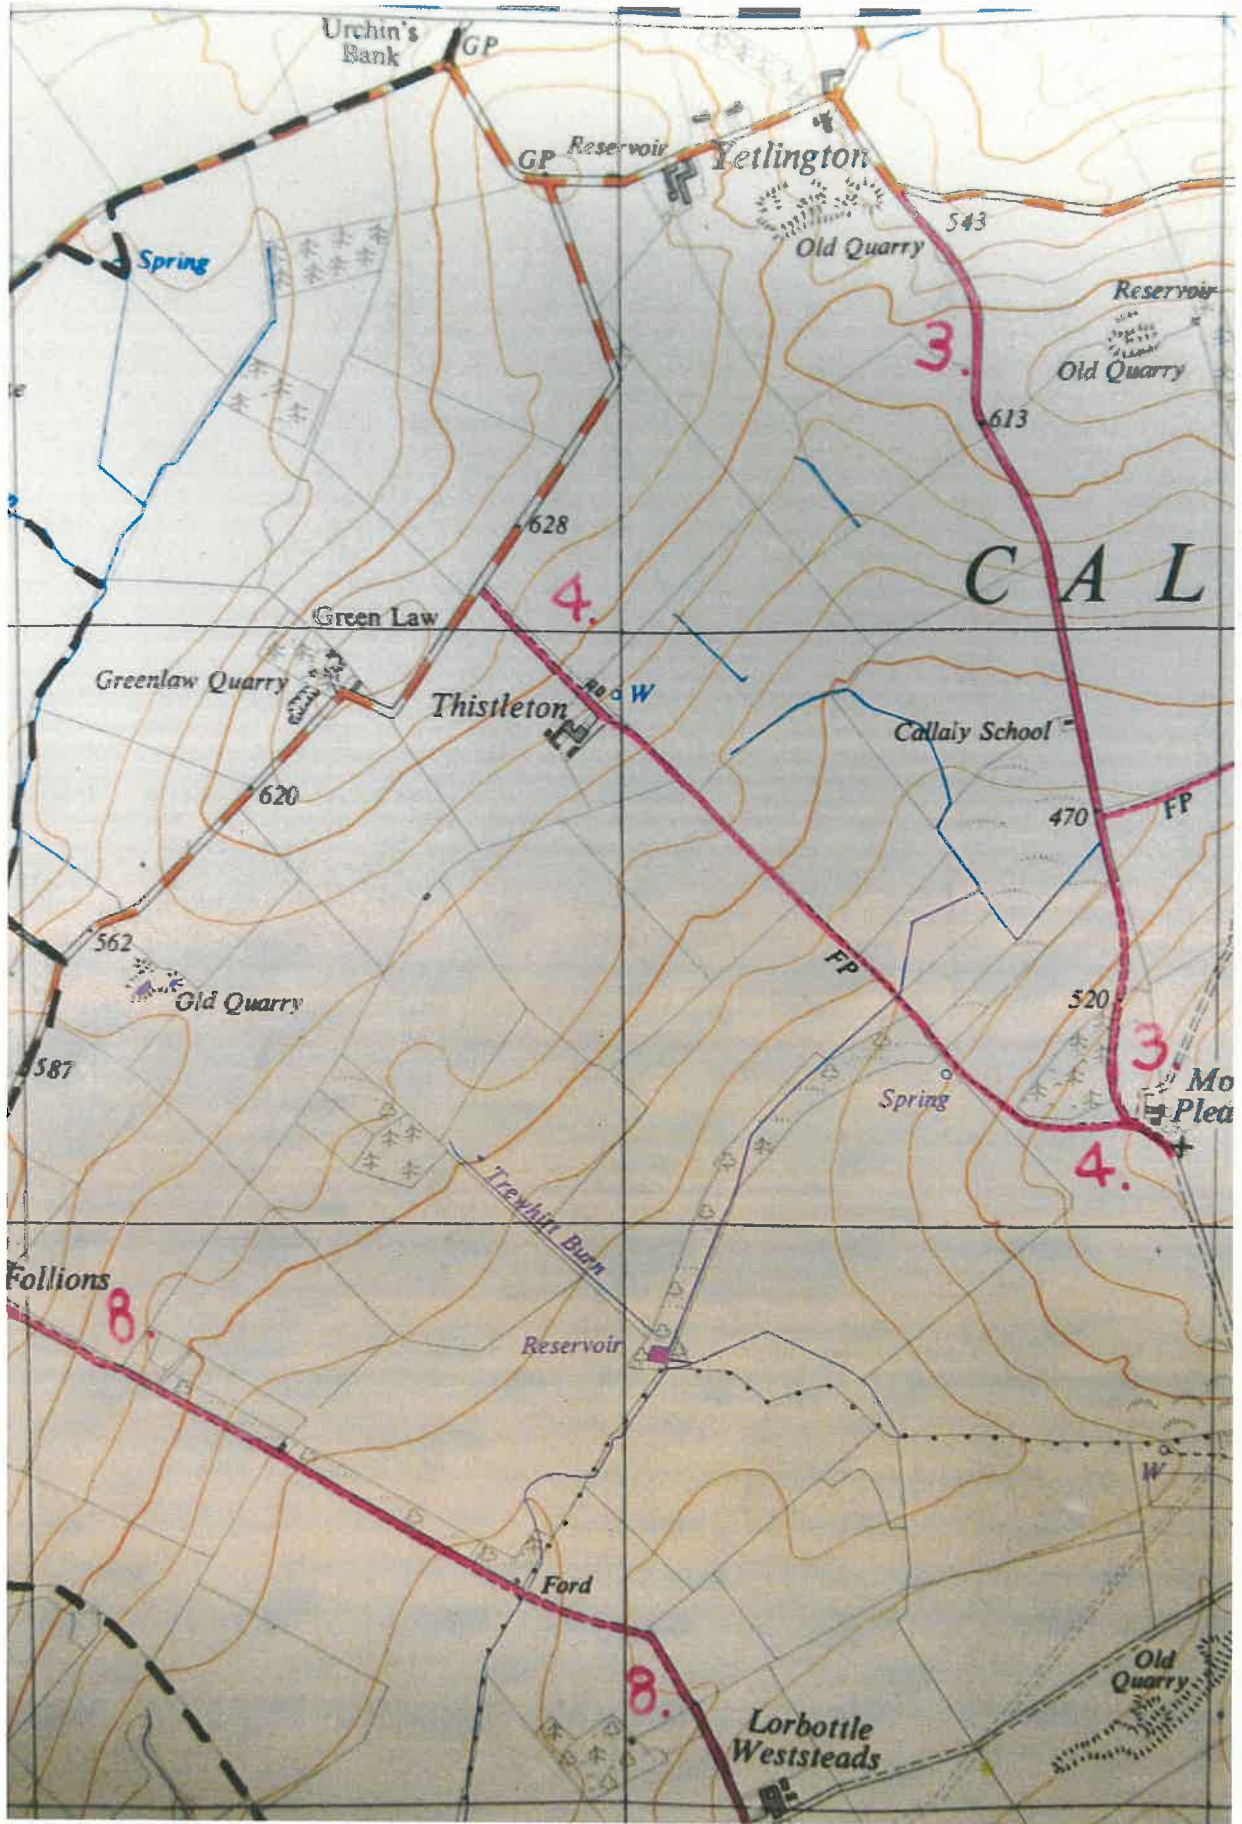 Urchin's
Bank
GP
GP
Reservoir
Yetlington
543
Old Quarry
Spring
Reservoir
3.
Old Quarry
613
628
C A L
4.
Green Law
Greenlaw Quarry
W
Thistleton
Callaly School
620
470
FP
562
FP
Old Quarry
520
587
3.
Spring
Mo
Plea
4.
Trewhitt Burn
Follions
8.
Reservoir
W
Ford
Old
Quarry
8.
Lorbottle
Weststeads